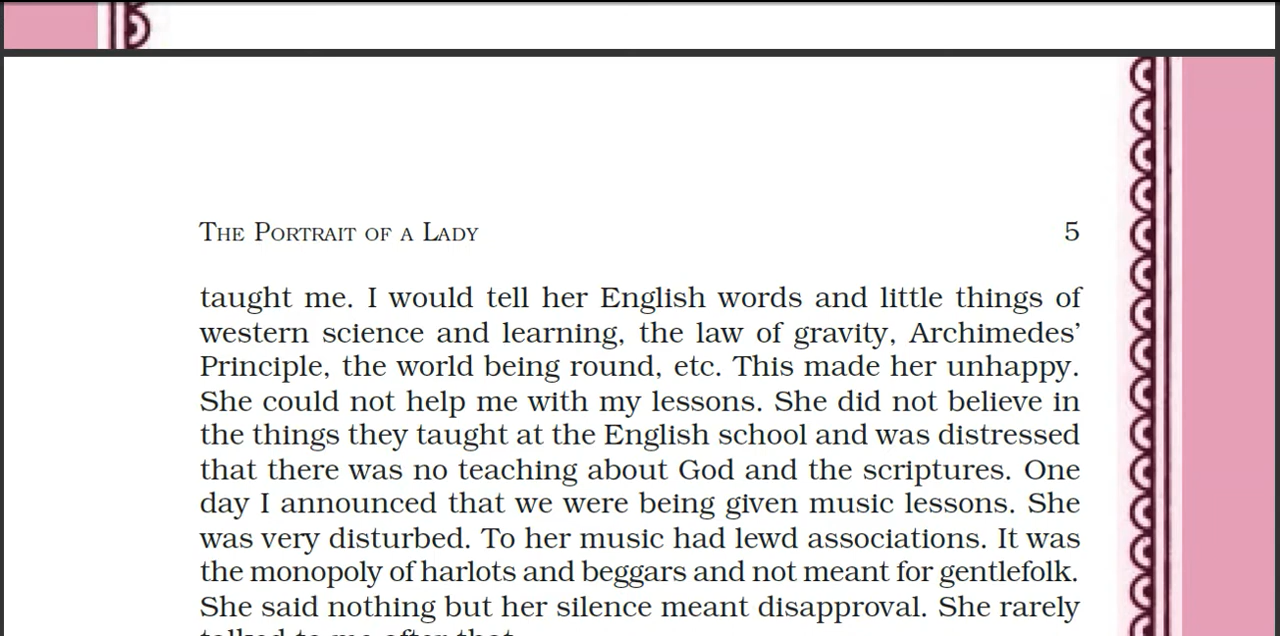 The Portrait of a Lady 5
taught me. I would tell her English words and little things of
western science and learning, the law of gravity, Archimedes’
Principle, the world being round, etc. This made her unhappy.
She could not help me with my lessons. She did not believe in
the things they taught at the English school and was distressed
that there was no teaching about God and the scriptures. One
day I announced that we were being given music lessons. She
was very disturbed. To her music had lewd associations. It was
the monopoly of harlots and beggars and not meant for gentlefolk.
She said nothing but her silence meant disapproval. She rarely
talked to me after that.